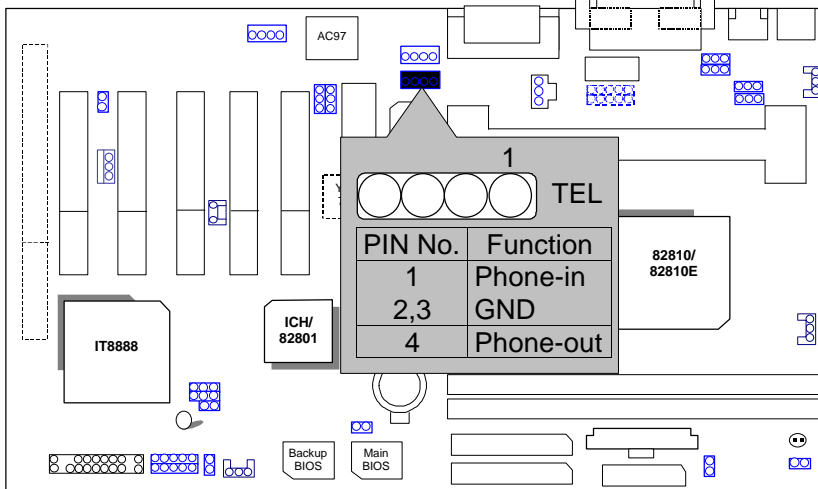 AC97
1
TEL
PIN No. Function
1 Phone-in
2,3 GND
4 Phone-out
82810/
82810E
IT8888
ICH/
82801
Backup
BIOS
Main
BIOS